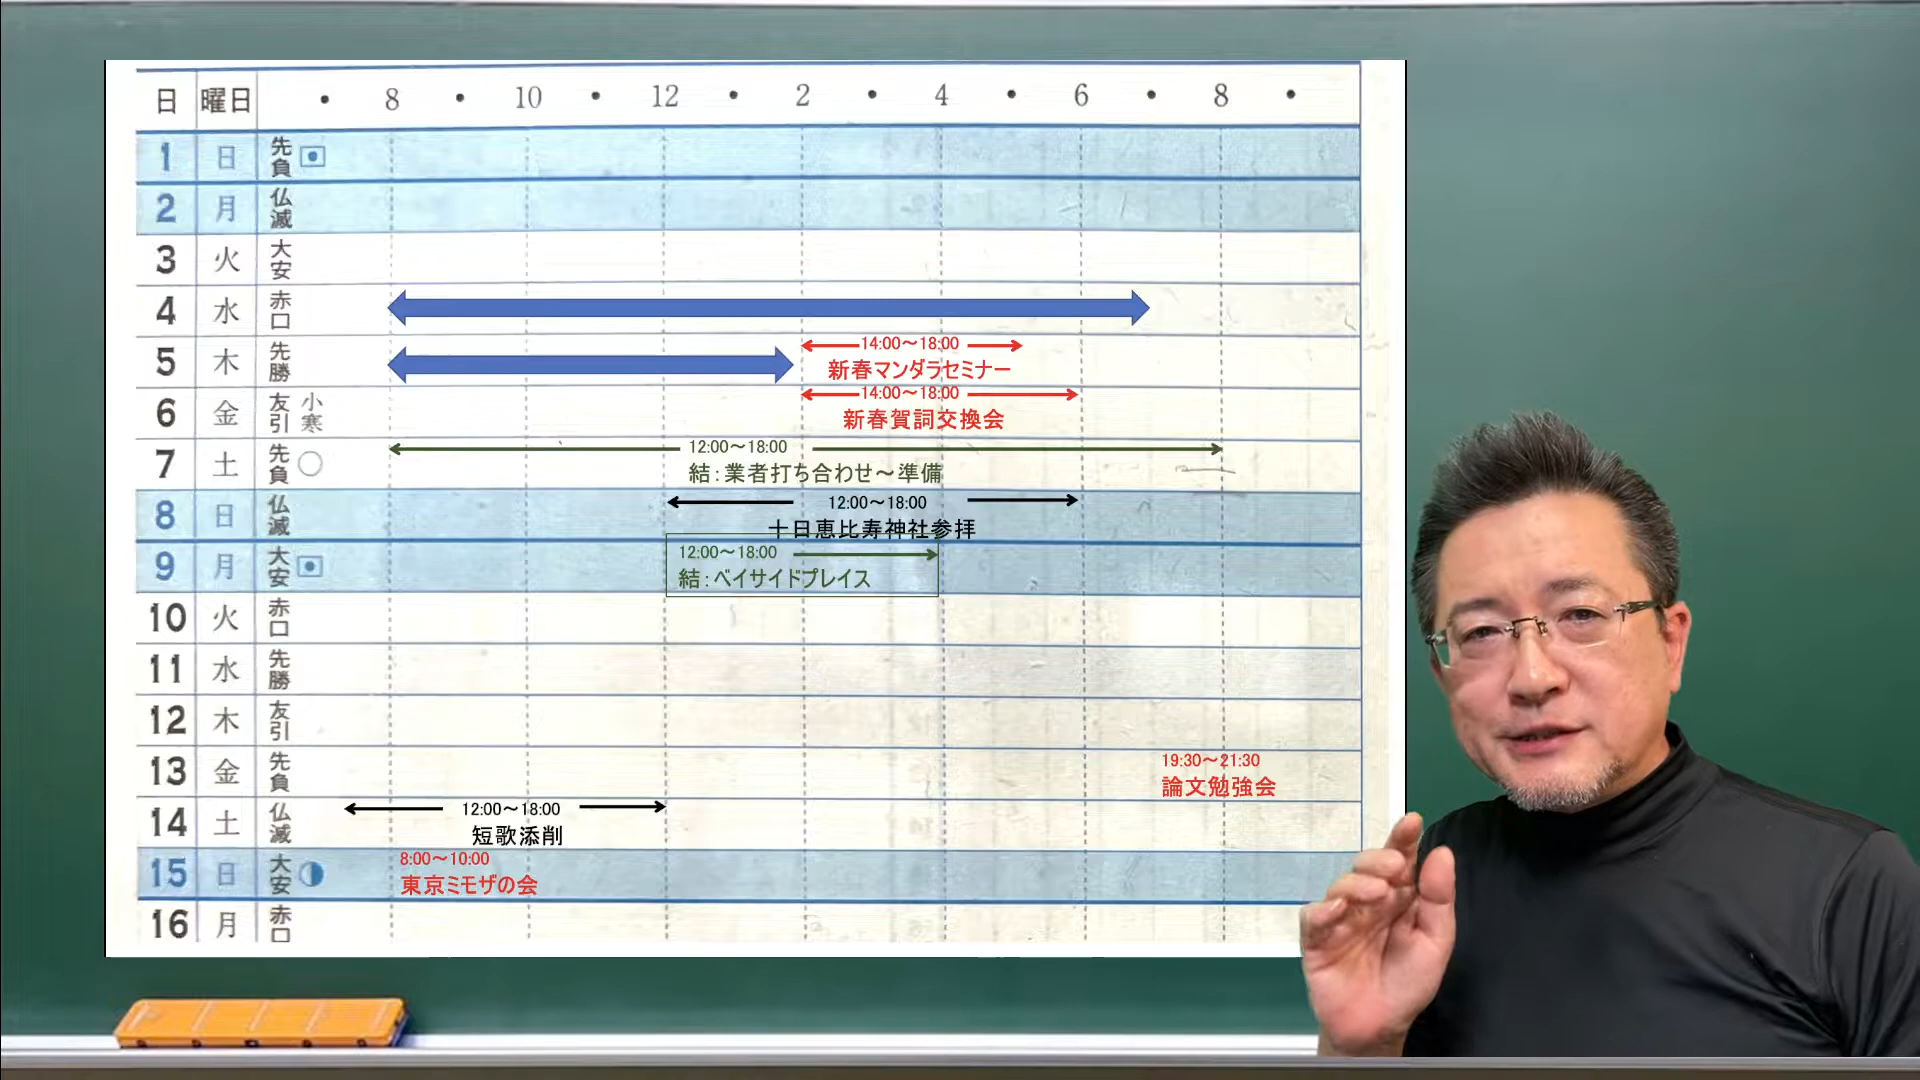 日 曜日 • 8 • 10 • 12 • 2 • 4 • 6 • 8 •
1 日 先負
2 月 仏滅
3 火 大安
4 水 赤口
5 木 先勝
14:00～18:00
新春マンダラセミナー
6 金 友引 小寒
14:00～18:00
新春賀詞交換会
7 土 先負
12:00～18:00
結：業者打ち合わせ～準備
8 日 仏滅
12:00～18:00
十日恵比寿神社参拝
9 月 大安
12:00～18:00
結：ベイサイドプレイス
10 火 赤口
11 水 先勝
12 木 友引
13 金 先負
19:30～21:30
論文勉強会
14 土 仏滅
12:00～18:00
短歌添削
15 日 大安
8:00～10:00
東京ミモザの会
16 月 赤口